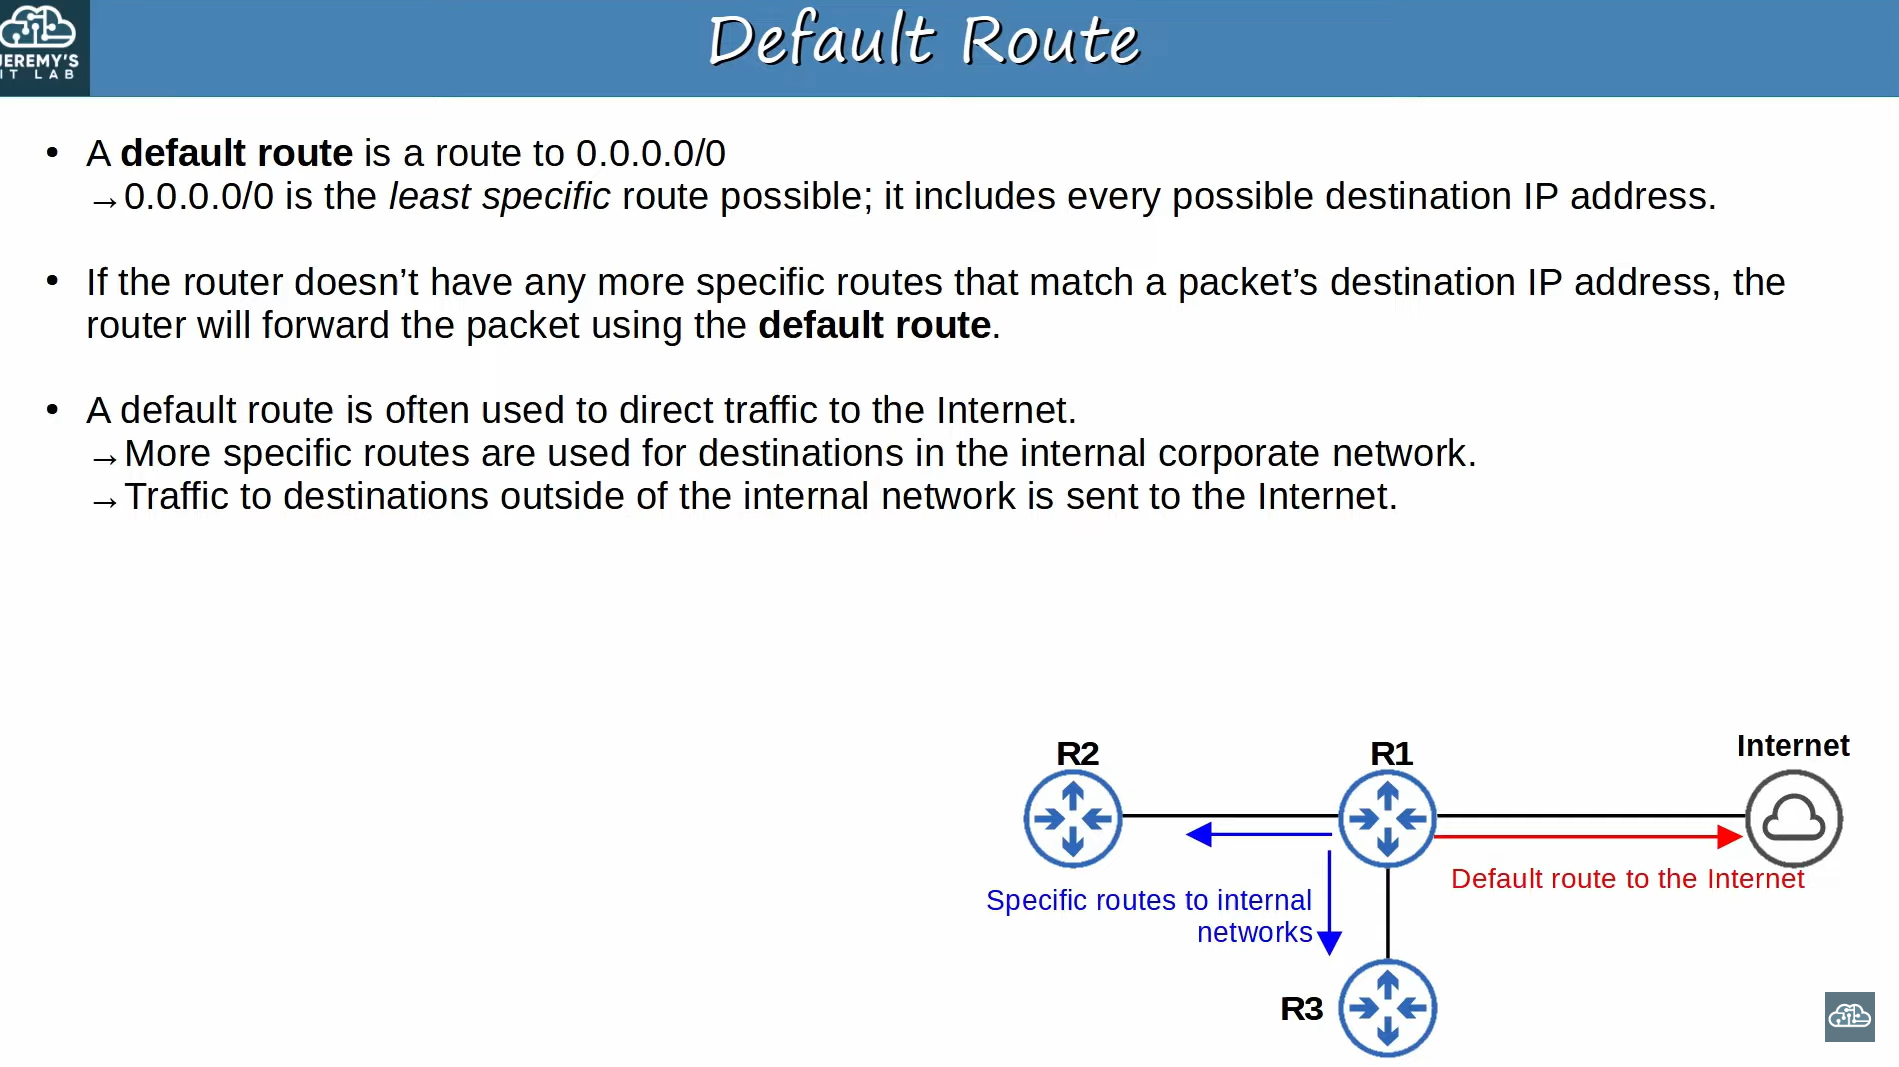 Default Route
JEREMY'S
IT LAB
• A default route is a route to 0.0.0.0/0
→0.0.0.0/0 is the least specific route possible; it includes every possible destination IP address.
• If the router doesn’t have any more specific routes that match a packet’s destination IP address, the
router will forward the packet using the default route.
• A default route is often used to direct traffic to the Internet.
→More specific routes are used for destinations in the internal corporate network.
→Traffic to destinations outside of the internal network is sent to the Internet.
R2
R1
Internet
Default route to the Internet
Specific routes to internal
networks
R3